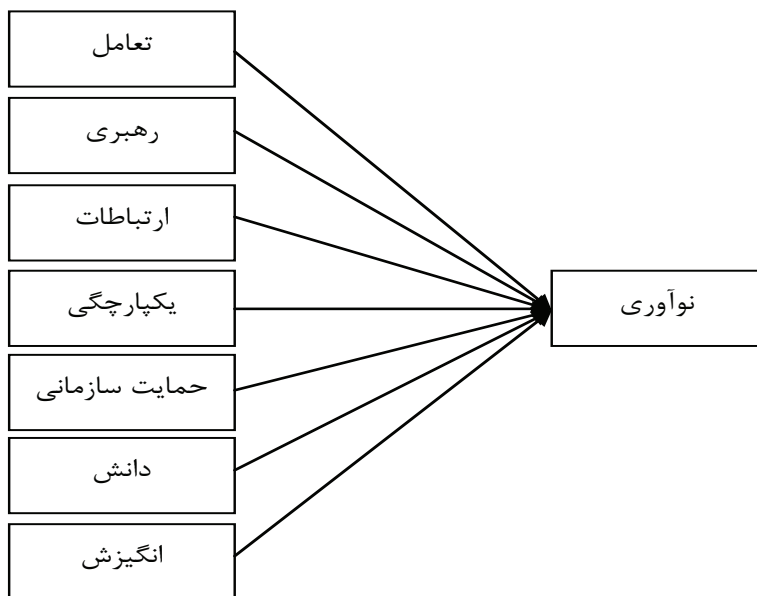 تعامل
رهبری
ارتباطات
یکپارچگی
حمایت سازمانی
دانش
انگیزش
نوآوری